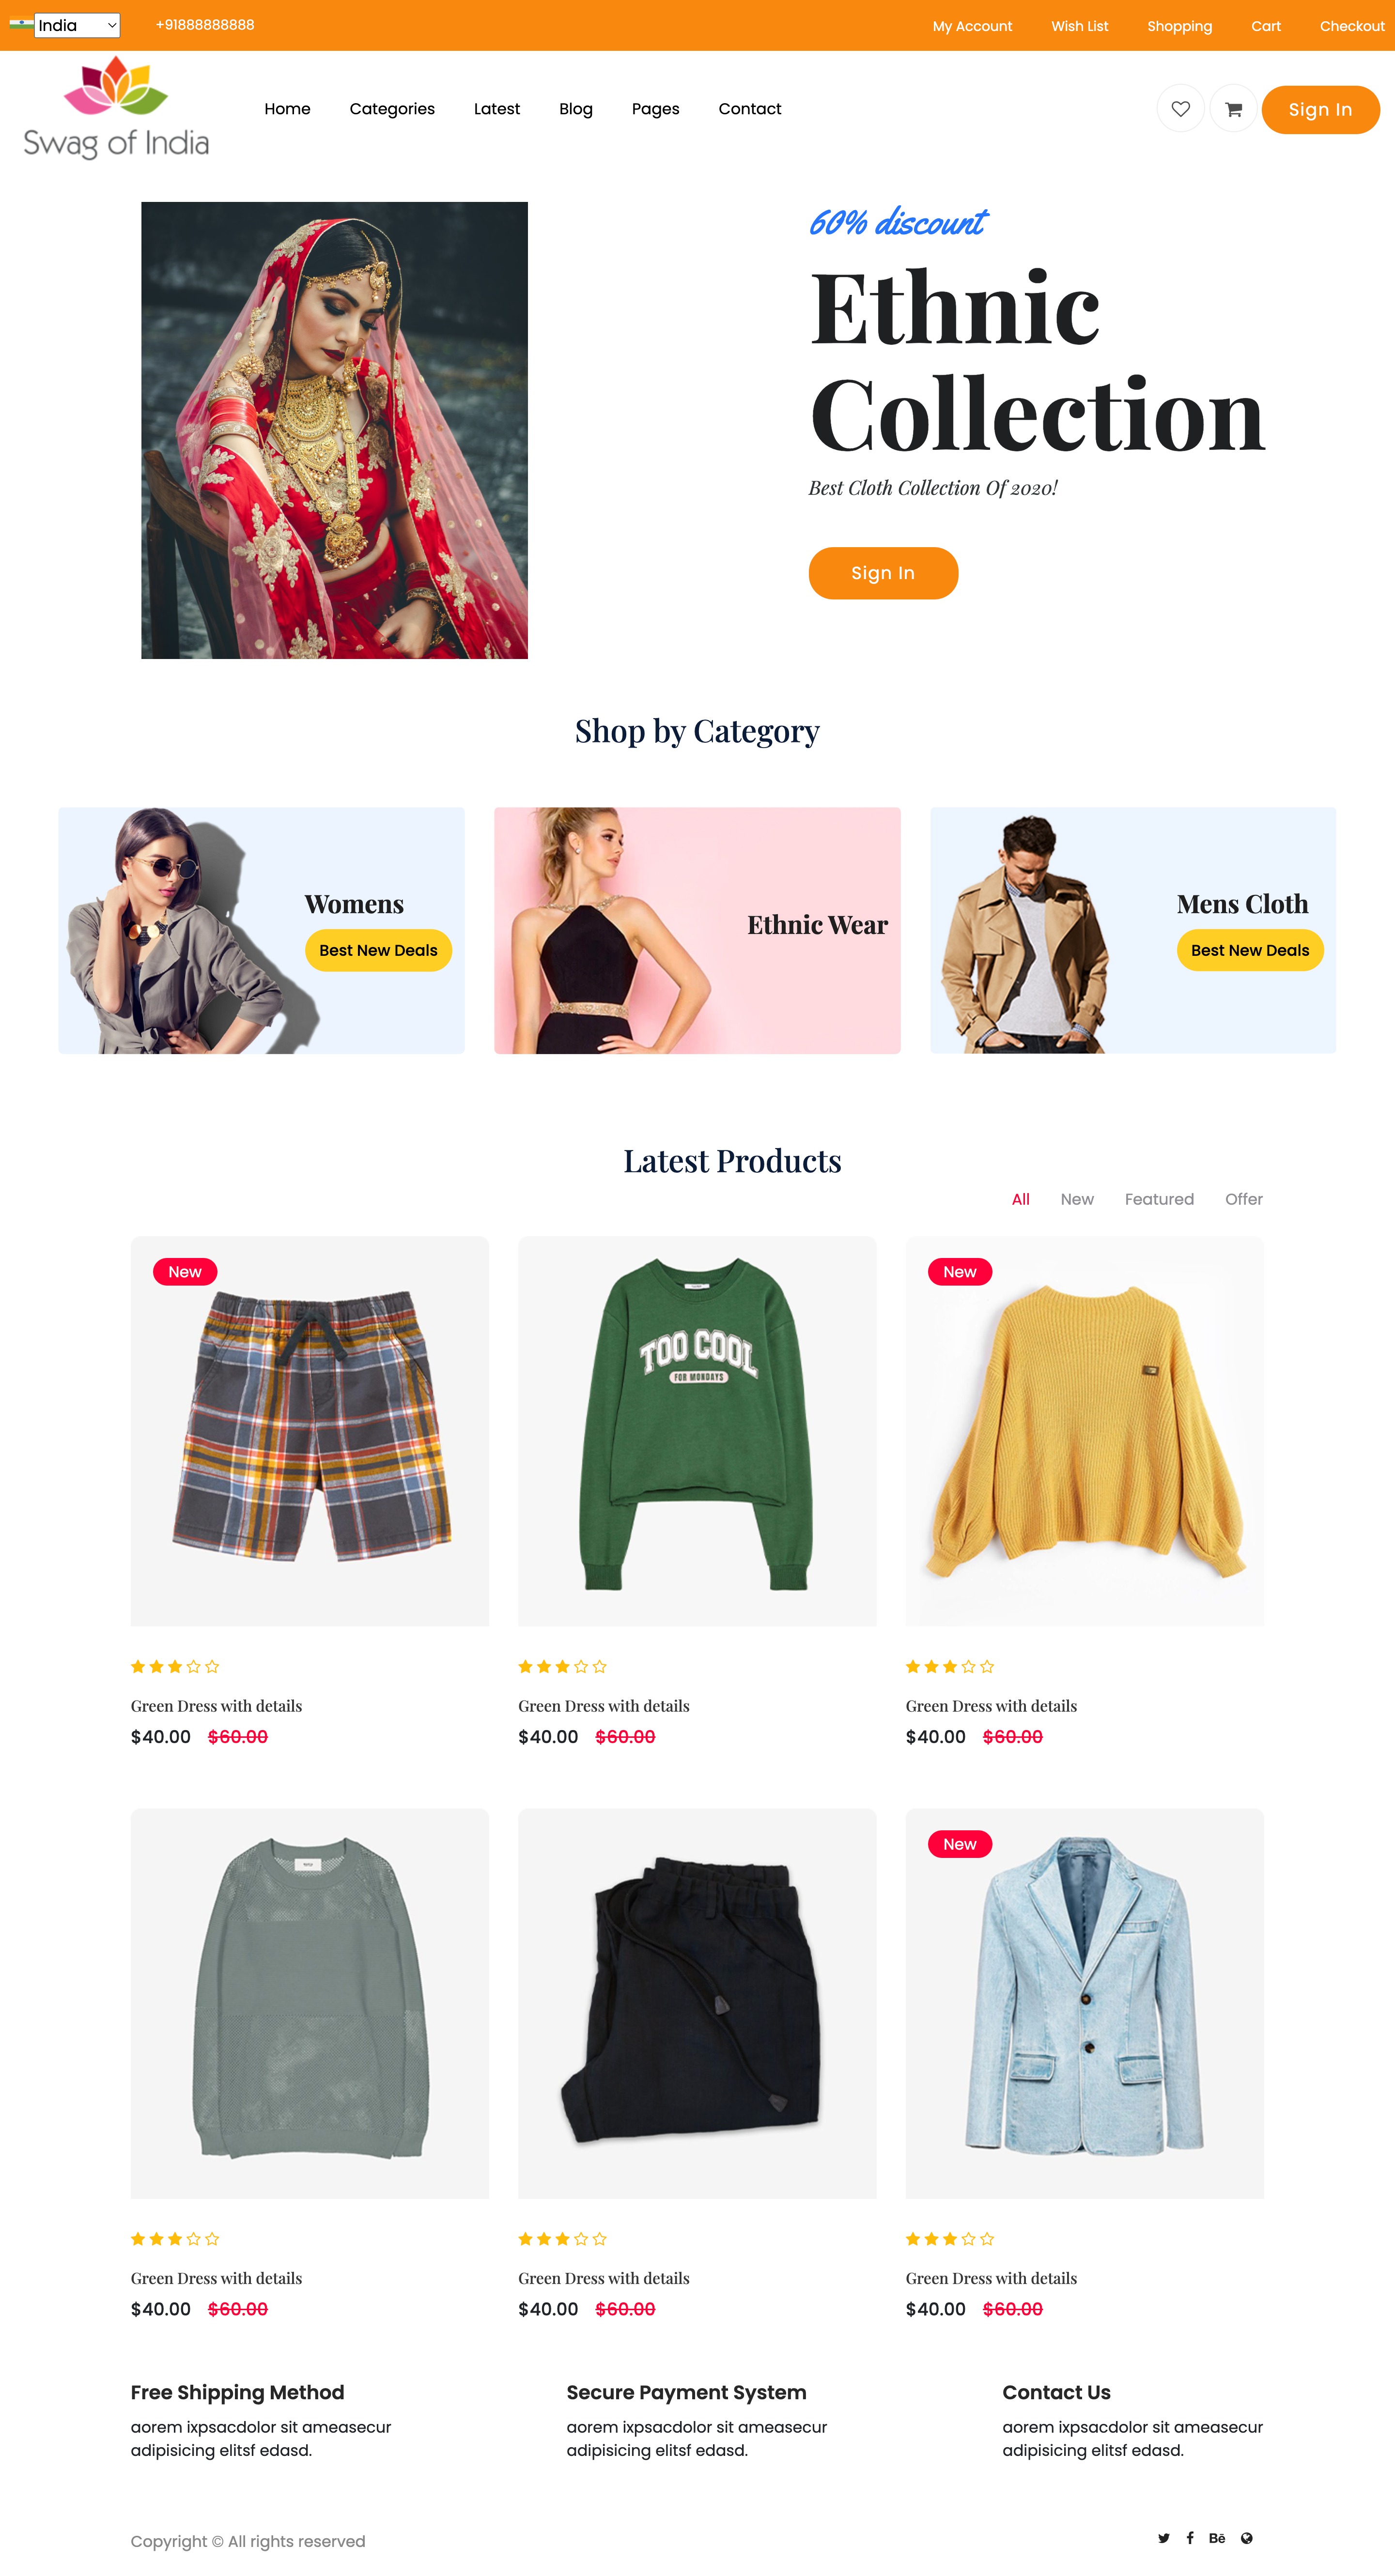 India
+91888888888
My Account
Wish List
Shopping
Cart
Checkout
Swag of India
Home
Categories
Latest
Blog
Pages
Contact
Sign In
60% discount
Ethnic
Collection
Best Cloth Collection Of 2020!
Sign In
Shop by Category
Womens
Best New Deals
Ethnic Wear
Mens Cloth
Best New Deals
Latest Products
All
New
Featured
Offer
New
TOO COOL
FOR MONDAYS
New
Green Dress with details
$40.00 $60.00
Green Dress with details
$40.00 $60.00
Green Dress with details
$40.00 $60.00
New
Green Dress with details
$40.00 $60.00
Green Dress with details
$40.00 $60.00
Green Dress with details
$40.00 $60.00
Free Shipping Method
aorem ixpsacdolor sit ameasecur
adipisicing elitsf edasd.
Secure Payment System
aorem ixpsacdolor sit ameasecur
adipisicing elitsf edasd.
Contact Us
aorem ixpsacdolor sit ameasecur
adipisicing elitsf edasd.
Copyright © All rights reserved
Bē